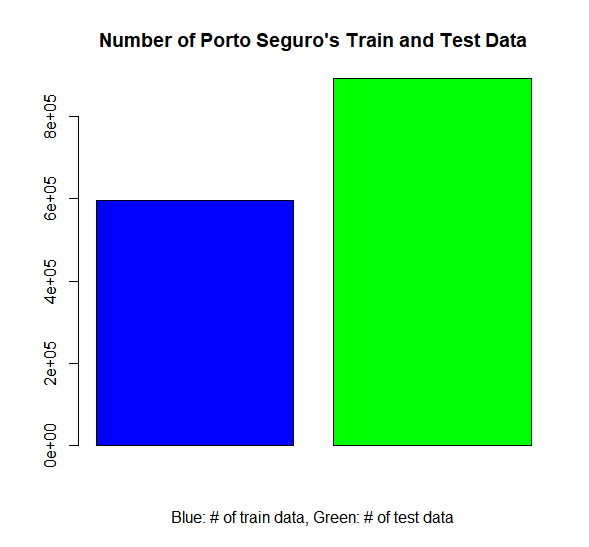 Number of Porto Seguro's Train and Test Data
8e+05
6e+05
4e+05
2e+05
0e+00
Blue: # of train data, Green: # of test data